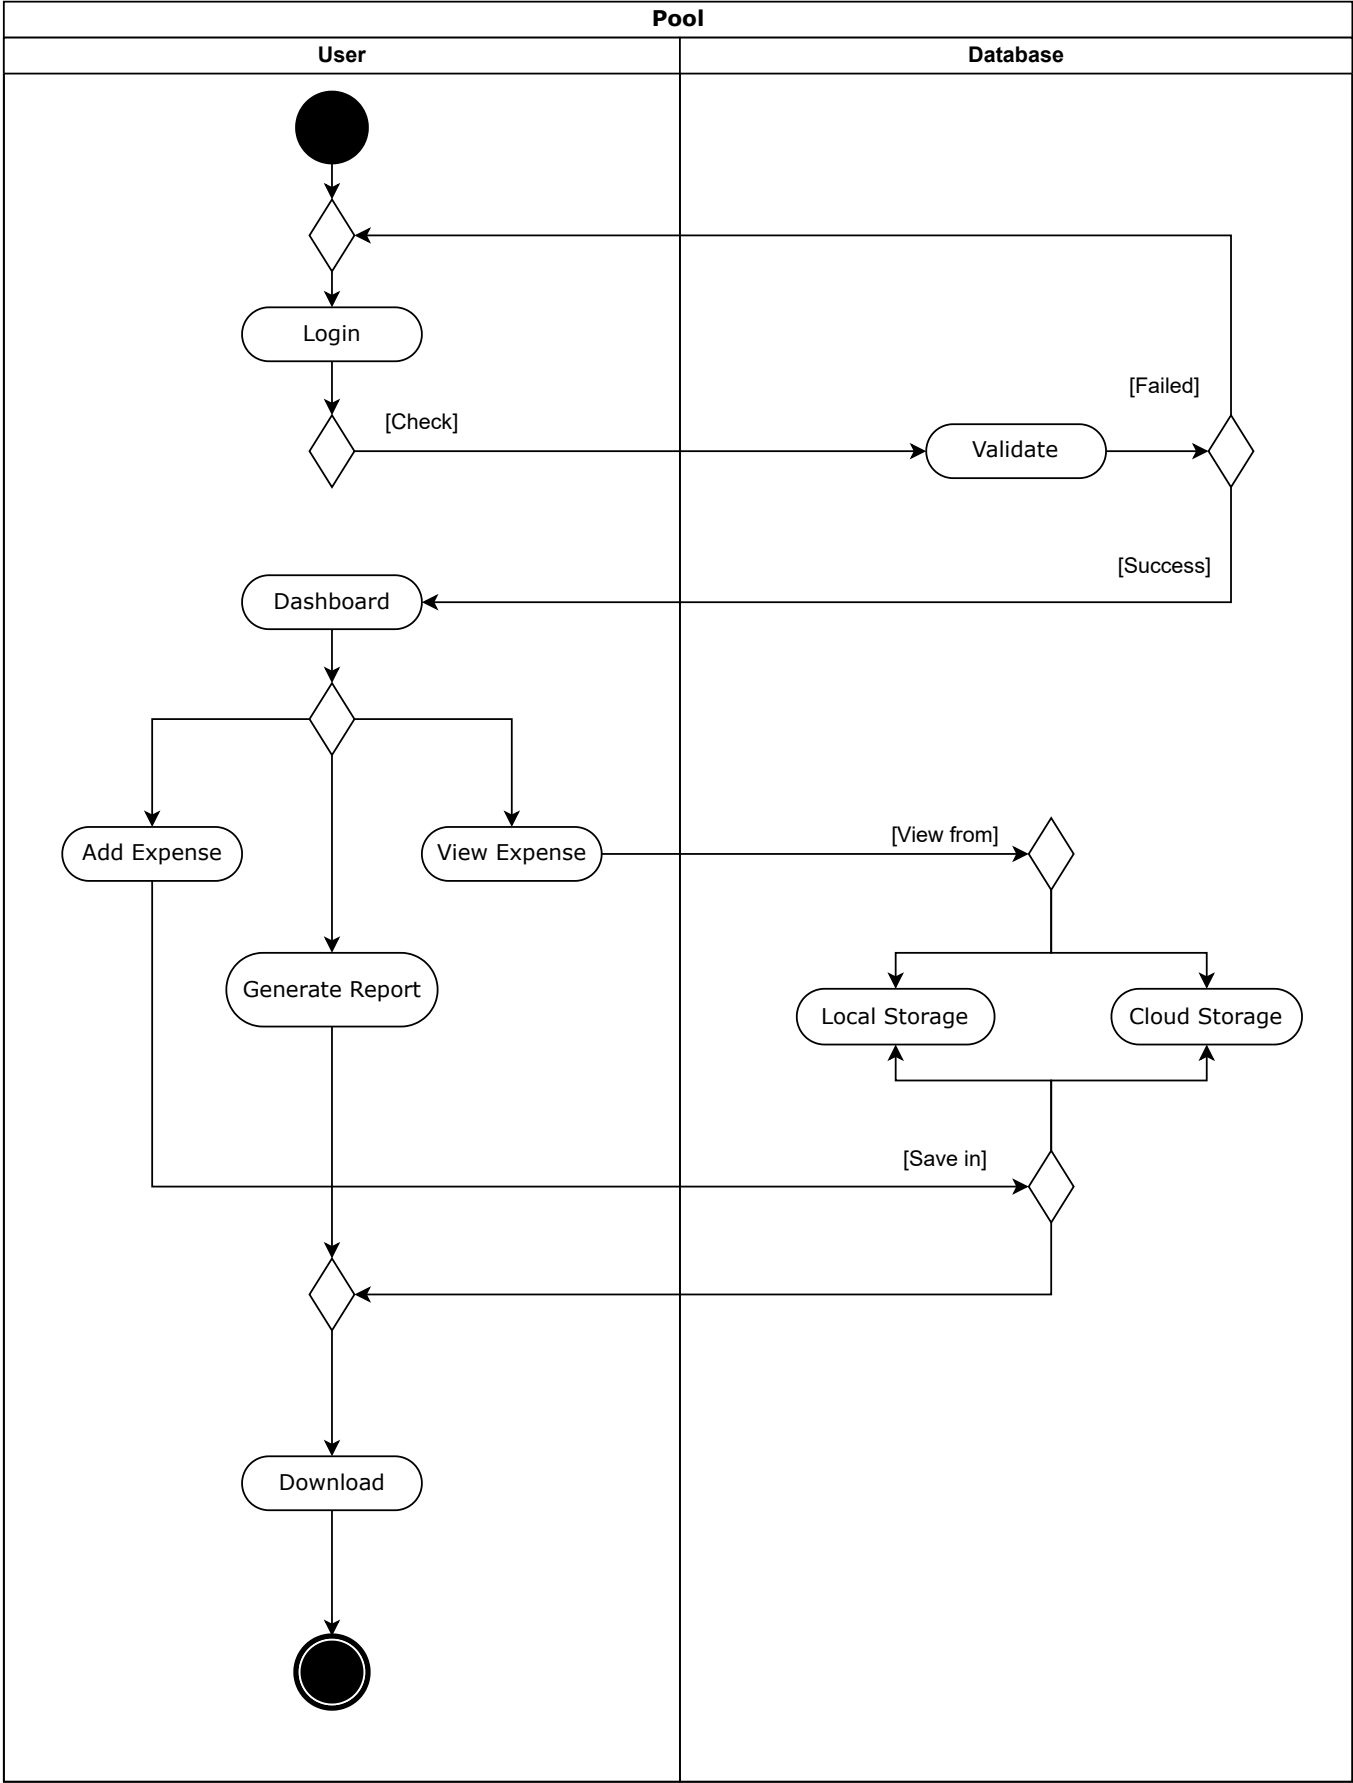 Pool
User
Database
Login
[Failed]
[Check]
Validate
[Success]
Dashboard
[View from]
Add Expense
View Expense
Generate Report
Local Storage
Cloud Storage
[Save in]
Download